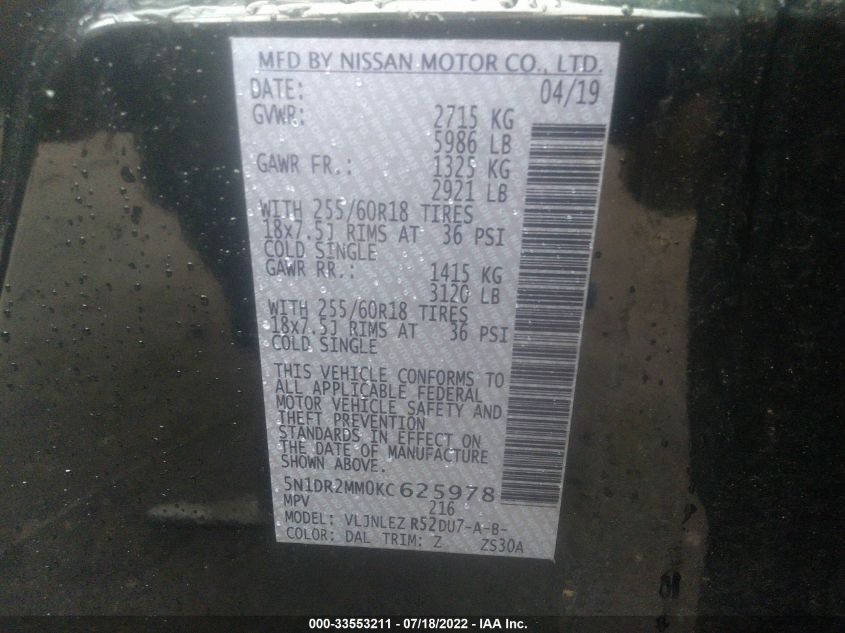 MFD BY NISSAN MOTOR CO., LTD.
DATE: 04/19
GVWR: 2715 KG
5986 LB
GAWR FR.: 1325 KG
2921 LB
WITH 255/60R18 TIRES
18x7.5J RIMS AT 36 PSI
COLD SINGLE
GAWR RR.: 1415 KG
3120 LB
WITH 255/60R18 TIRES
18x7.5J RIMS AT 36 PSI
COLD SINGLE
THIS VEHICLE CONFORMS TO
ALL APPLICABLE FEDERAL
MOTOR VEHICLE SAFETY AND
THEFT PREVENTION
STANDARDS IN EFFECT ON
THE DATE OF MANUFACTURE
SHOWN ABOVE.
5N1DR2MM0KC625978
MPV 216
MODEL: VLJNLEZ R52DU7-A-B-
COLOR: DAL TRIM: Z ZS30A
000-33553211 - 07/18/2022 - IAA Inc.